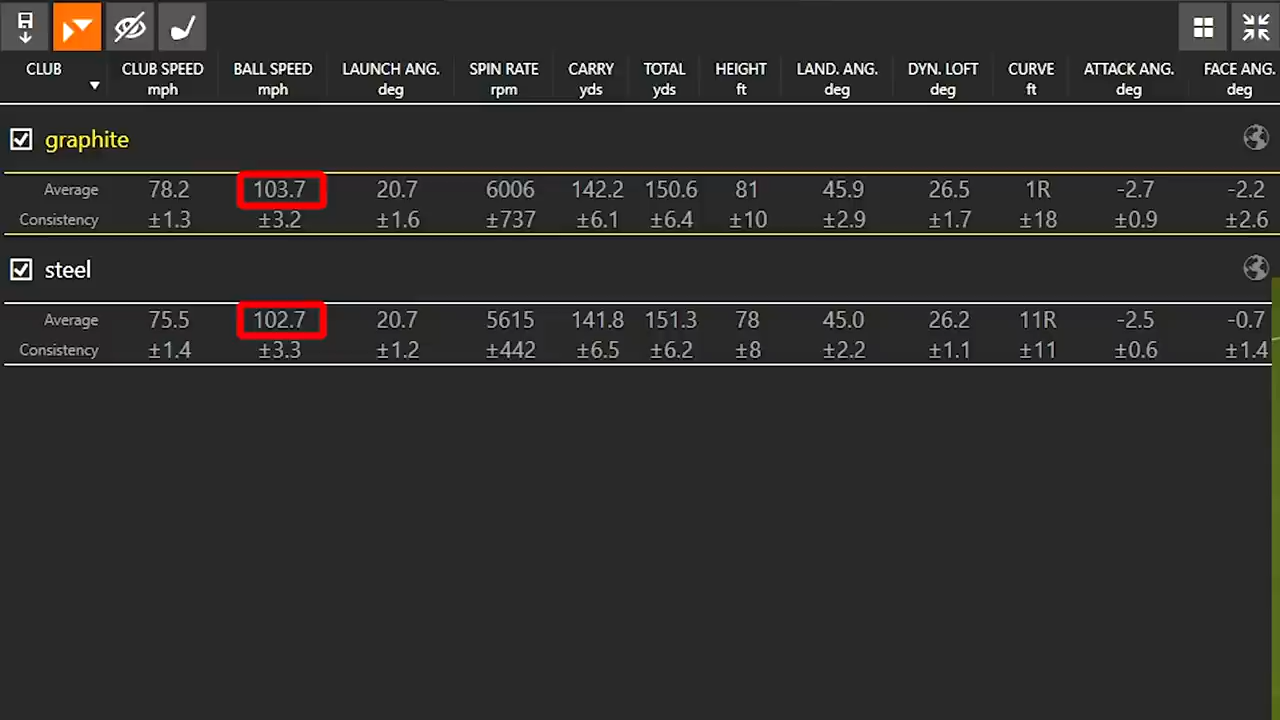 CLUB CLUB SPEED BALL SPEED LAUNCH ANG. SPIN RATE CARRY TOTAL HEIGHT LAND. ANG. DYN. LOFT CURVE ATTACK ANG. FACE ANG.
mph mph deg rpm yds yds ft deg deg ft deg deg
graphite
Average 78.2 103.7 20.7 6006 142.2 150.6 81 45.9 26.5 1R -2.7 -2.2
Consistency ±1.3 ±3.2 ±1.6 ±737 ±6.1 ±6.4 ±10 ±2.9 ±1.7 ±18 ±0.9 ±2.6
steel
Average 75.5 102.7 20.7 5615 141.8 151.3 78 45.0 26.2 11R -2.5 -0.7
Consistency ±1.4 ±3.3 ±1.2 ±442 ±6.5 ±6.2 ±8 ±2.2 ±1.1 ±11 ±0.6 ±1.4